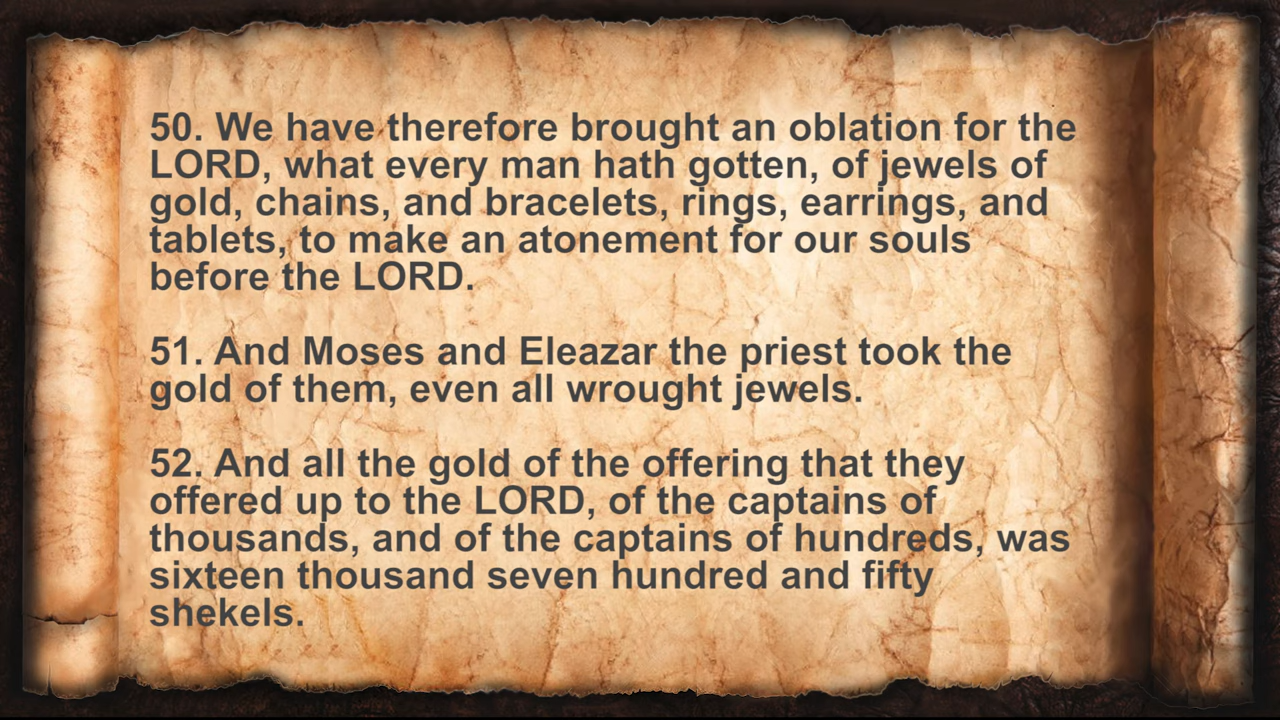 50. We have therefore brought an oblation for the
LORD, what every man hath gotten, of jewels of
gold, chains, and bracelets, rings, earrings, and
tablets, to make an atonement for our souls
before the LORD.
51. And Moses and Eleazar the priest took the
gold of them, even all wrought jewels.
52. And all the gold of the offering that they
offered up to the LORD, of the captains of
thousands, and of the captains of hundreds, was
sixteen thousand seven hundred and fifty
shekels.